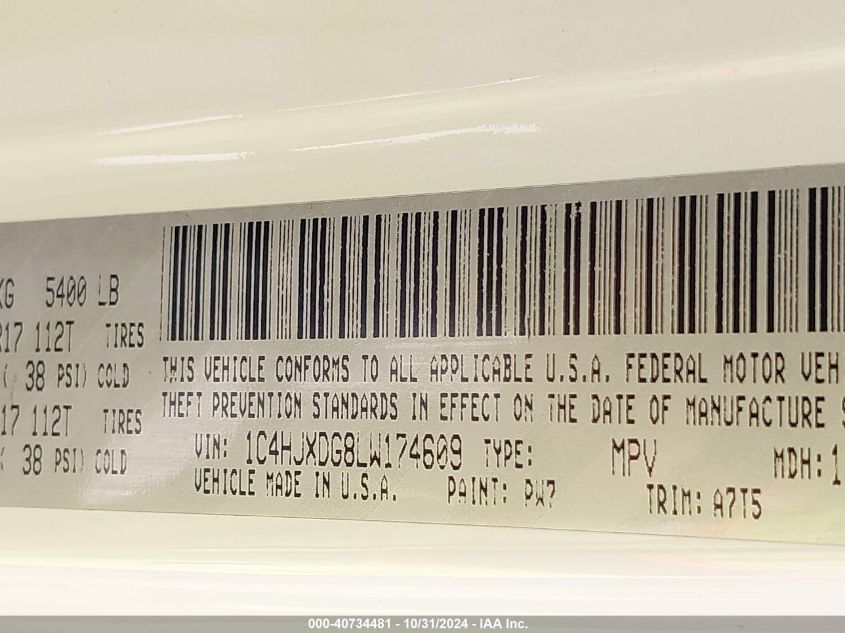 KG 5400 LB
R17 112T TIRES
( 38 PSI) COLD
17 112T TIRES
38 PSI) COLD
THIS VEHICLE CONFORMS TO ALL APPLICABLE U.S.A. FEDERAL MOTOR VEH
THEFT PREVENTION STANDARDS IN EFFECT ON THE DATE OF MANUFACTURE S
VIN: 1C4HJXDG8LW174609 TYPE: MPV MDH: 1
VEHICLE MADE IN U.S.A. PAINT: PW7 TRIM: A7T5
000-40734481 - 10/31/2024 - IAA Inc.